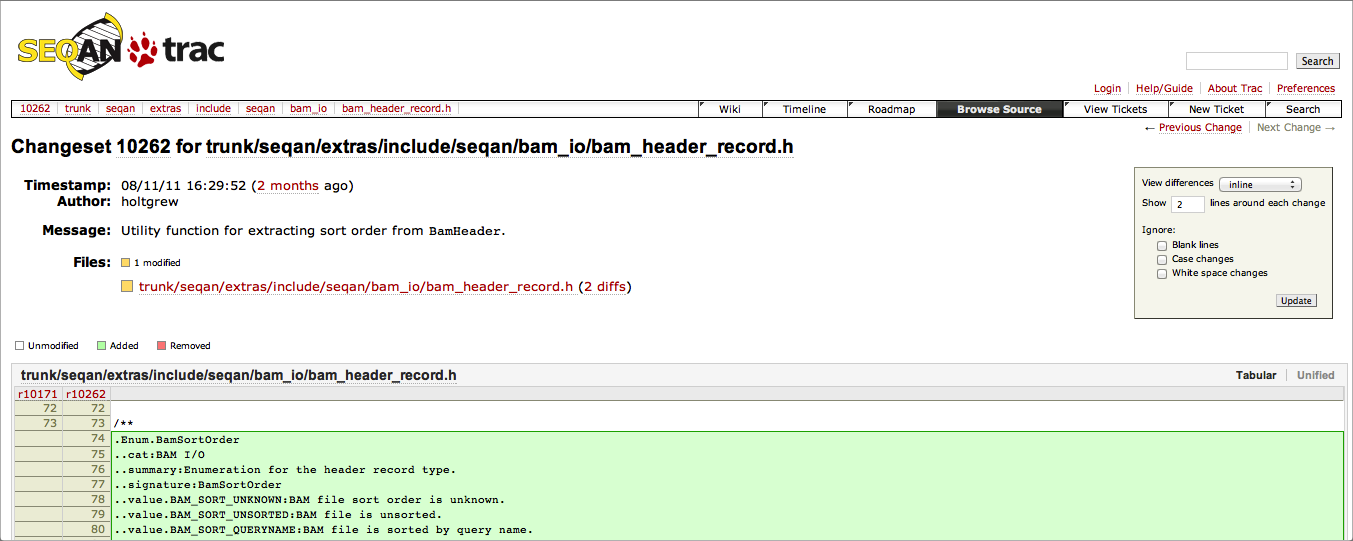 SEQAN trac
Search
Login Help/Guide About Trac Preferences
10262 trunk seqan extras include seqan bam_io bam_header_record.h Wiki Timeline Roadmap Browse Source View Tickets New Ticket Search
← Previous Change Next Change →
Changeset 10262 for trunk/seqan/extras/include/seqan/bam_io/bam_header_record.h
Timestamp: 08/11/11 16:29:52 (2 months ago)
Author: holtgrew
Message: Utility function for extracting sort order from BamHeader.
Files: 1 modified
trunk/seqan/extras/include/seqan/bam_io/bam_header_record.h (2 diffs)
View differences inline
Show 2 lines around each change
Ignore:
Blank lines
Case changes
White space changes
Update
Unmodified Added Removed
trunk/seqan/extras/include/seqan/bam_io/bam_header_record.h Tabular Unified
r10171 r10262
72 72
73 73 /**
74 .Enum.BamSortOrder
75 ..cat:BAM I/O
76 ..summary:Enumeration for the header record type.
77 ..signature:BamSortOrder
78 ..value.BAM_SORT_UNKNOWN:BAM file sort order is unknown.
79 ..value.BAM_SORT_UNSORTED:BAM file is unsorted.
80 ..value.BAM_SORT_QUERYNAME:BAM file is sorted by query name.